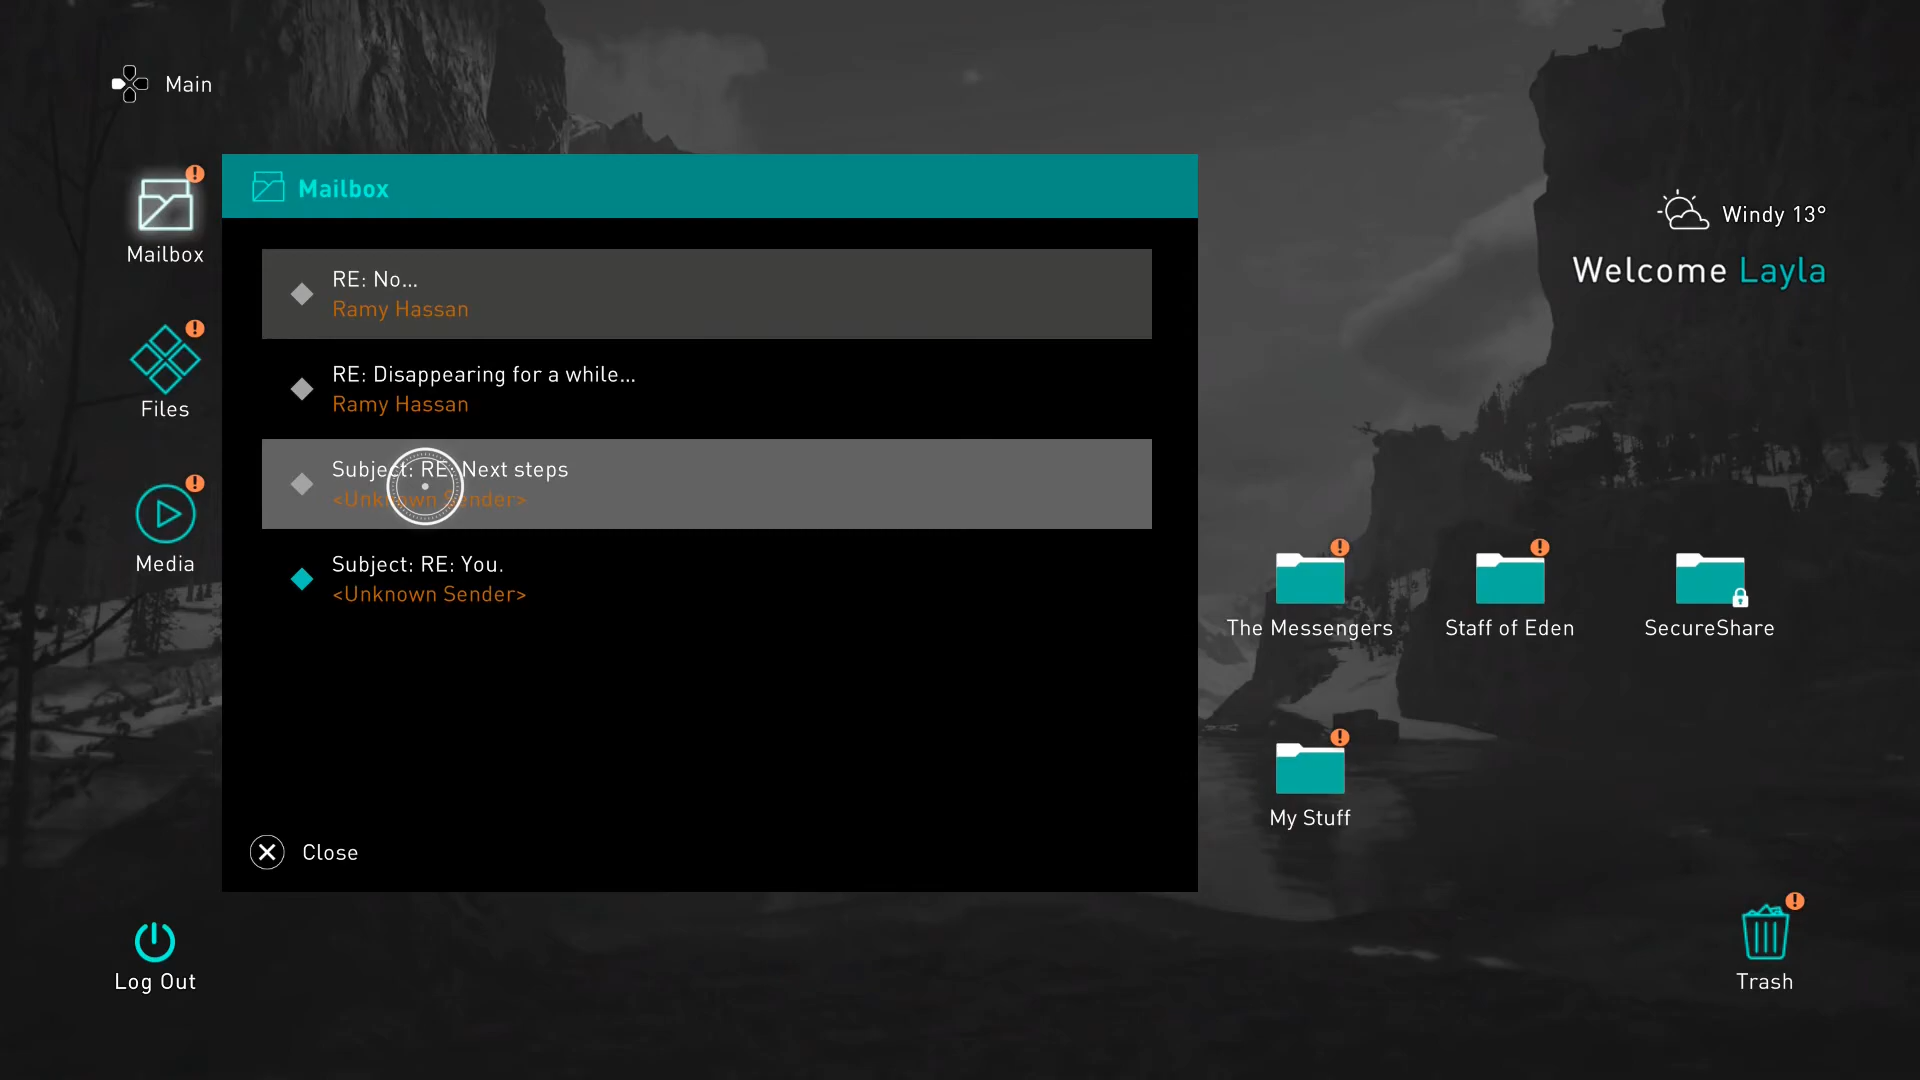 Main
Mailbox
Files
Media
Log Out
Mailbox
RE: No...
Ramy Hassan
RE: Disappearing for a while...
Ramy Hassan
Subject: RE: Next steps
<Unknown Sender>
Subject: RE: You.
<Unknown Sender>
Close
Windy 13°
Welcome Layla
The Messengers
Staff of Eden
SecureShare
My Stuff
Trash